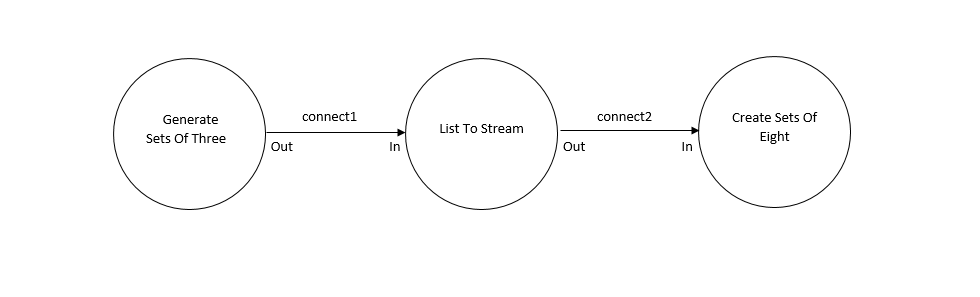 Generate
Sets Of Three
connect1
Out
In
List To Stream
connect2
Out
In
Create Sets Of
Eight